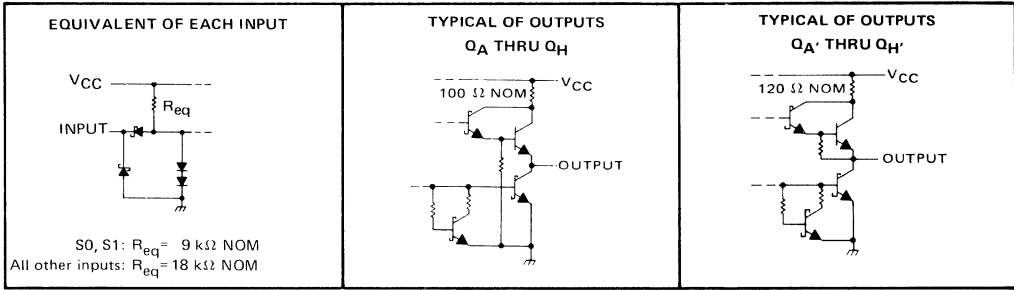 EQUIVALENT OF EACH INPUT
VCC
Req
INPUT
S0, S1: Req = 9 kΩ NOM
All other inputs: Req = 18 kΩ NOM
TYPICAL OF OUTPUTS
QA THRU QH
VCC
100 Ω NOM
OUTPUT
TYPICAL OF OUTPUTS
QA' THRU QH'
VCC
120 Ω NOM
OUTPUT